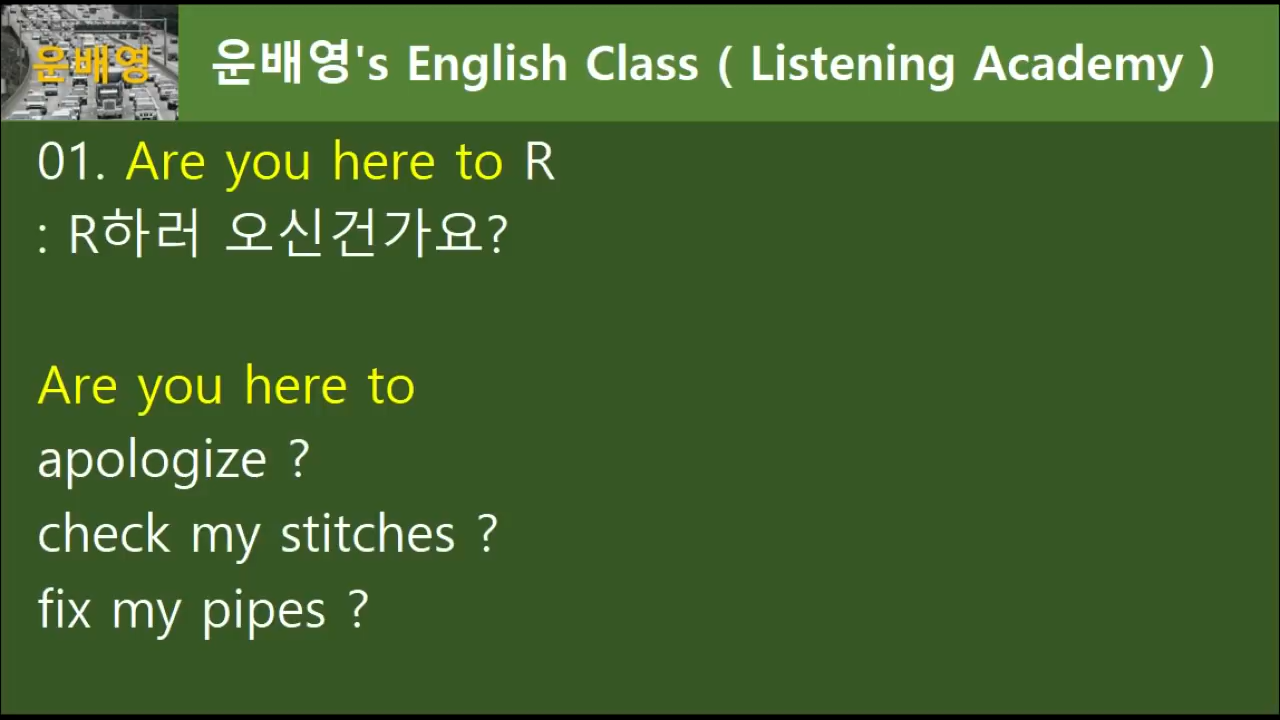 운배영
운배영's English Class ( Listening Academy )
01. Are you here to R
: R하러 오신건가요?
Are you here to
apologize ?
check my stitches ?
fix my pipes ?